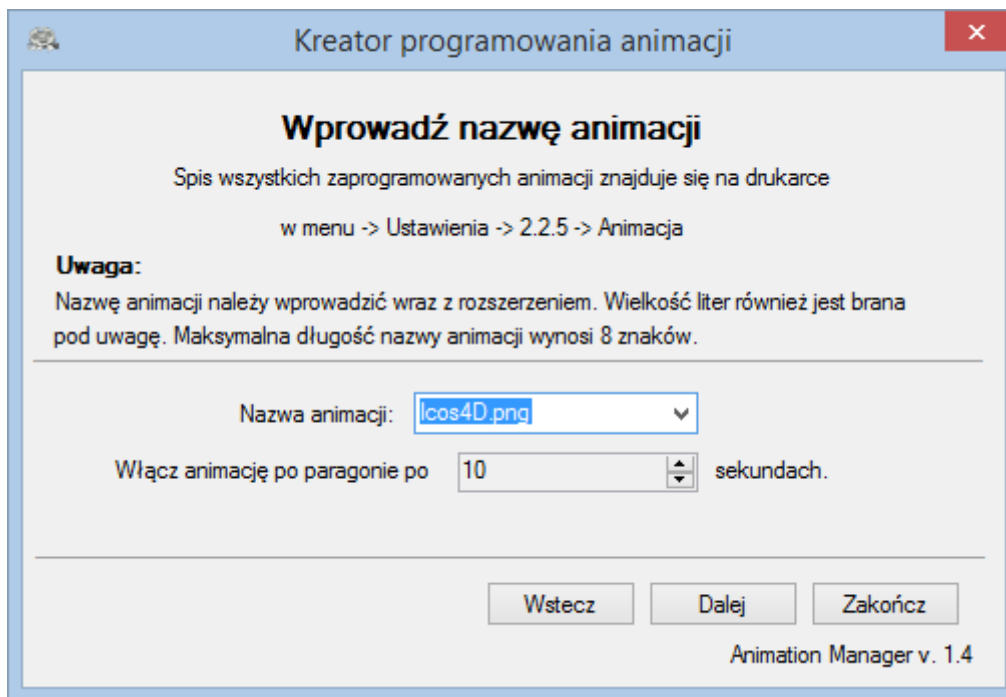 Kreator programowania animacji
Wprowadź nazwę animacji
Spis wszystkich zaprogramowanych animacji znajduje się na drukarce
w menu -> Ustawienia -> 2.2.5 -> Animacja
Uwaga:
Nazwę animacji należy wprowadzić wraz z rozszerzeniem. Wielkość liter również jest brana
pod uwagę. Maksymalna długość nazwy animacji wynosi 8 znaków.
Nazwa animacji: Icos4D.png
Włącz animację po paragonie po 10 sekundach.
Wstecz Dalej Zakończ
Animation Manager v. 1.4